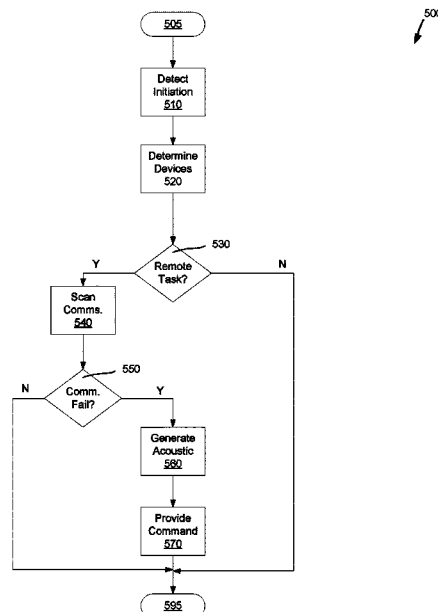 500
505
Detect
Initiation
510
Determine
Devices
520
530
Remote
Task?
Y
N
Scan
Comms.
540
550
Comm.
Fail?
N
Y
Generate
Acoustic
560
Provide
Command
570
595